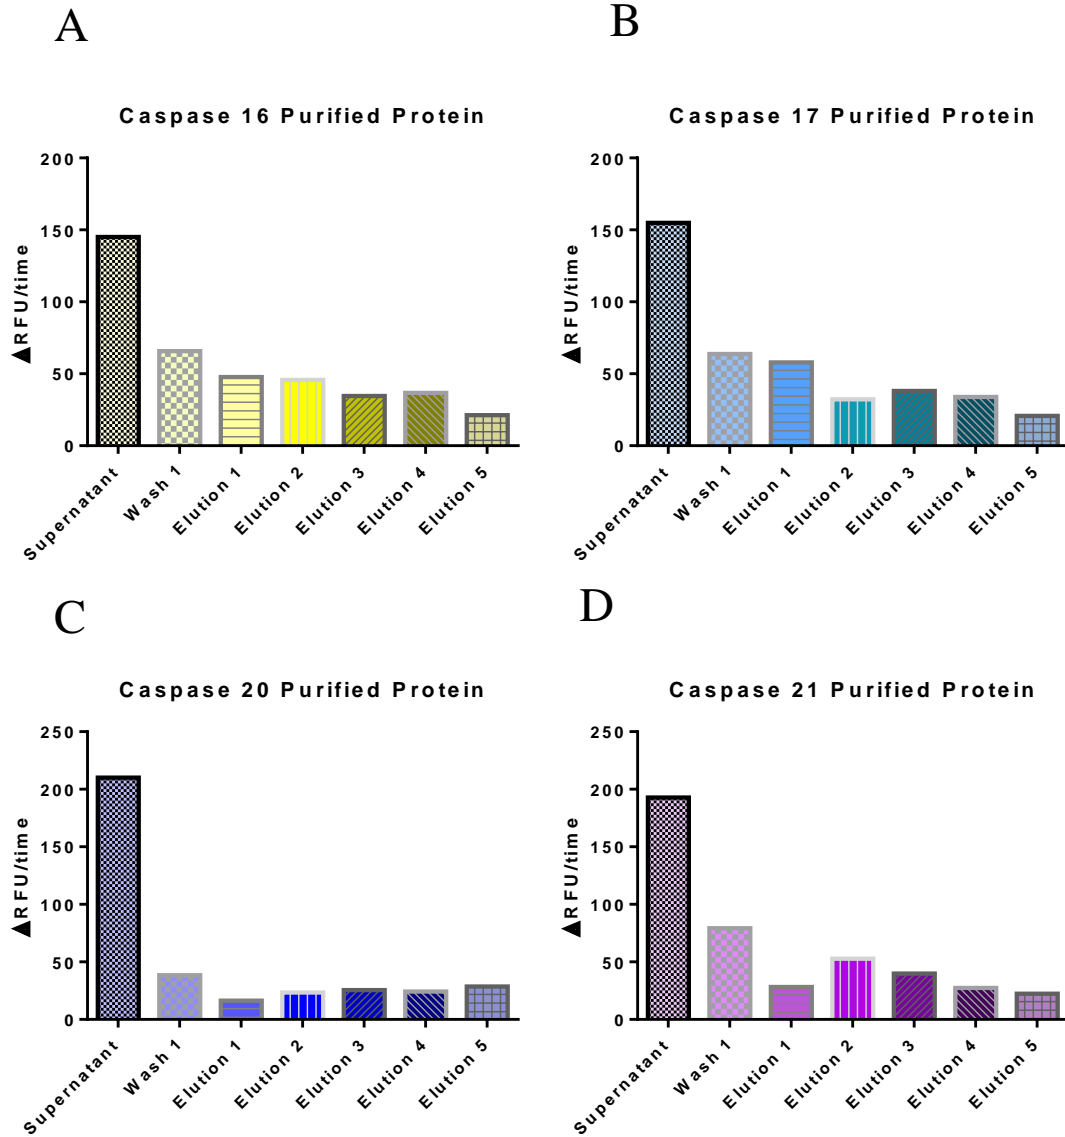 A
Caspase 16 Purified Protein
200
150
100
50
0
▲RFU/time
Supernatant
Wash 1
Elution 1
Elution 2
Elution 3
Elution 4
Elution 5
B
Caspase 17 Purified Protein
200
150
100
50
0
▲RFU/time
Supernatant
Wash 1
Elution 1
Elution 2
Elution 3
Elution 4
Elution 5
C
Caspase 20 Purified Protein
250
200
150
100
50
0
▲RFU/time
Supernatant
Wash 1
Elution 1
Elution 2
Elution 3
Elution 4
Elution 5
D
Caspase 21 Purified Protein
250
200
150
100
50
0
▲RFU/time
Supernatant
Wash 1
Elution 1
Elution 2
Elution 3
Elution 4
Elution 5